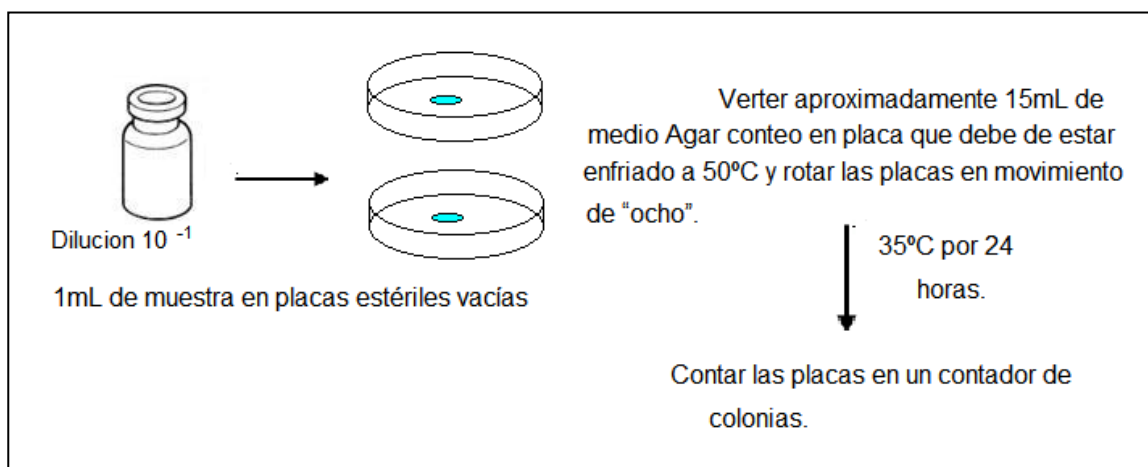 Dilucion 10 -1
1mL de muestra en placas estériles vacías
Verter aproximadamente 15mL de
medio Agar conteo en placa que debe de estar
enfriado a 50ºC y rotar las placas en movimiento
de “ocho”.
35ºC por 24
horas.
Contar las placas en un contador de
colonias.